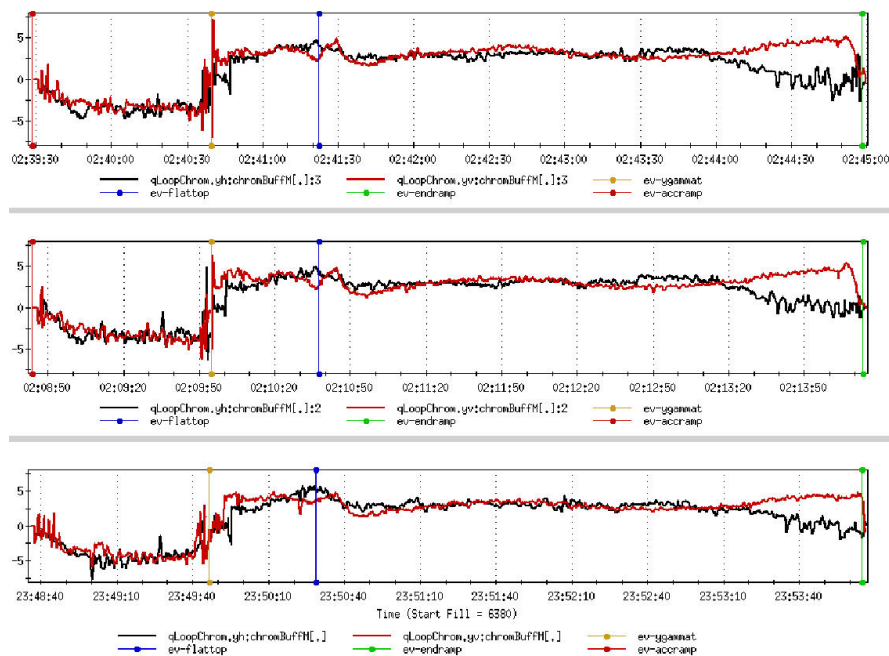 5
0
-5
02:39:30 02:40:00 02:40:30 02:41:00 02:41:30 02:42:00 02:42:30 02:43:00 02:43:30 02:44:00 02:44:30 02:45:00
qLoopChrom.yh:chromBuffM[.]:3 qLoopChrom.yv:chromBuffM[.]:3 ev-ygammat
ev-flattop ev-endramp ev-accramp
5
0
-5
02:08:50 02:09:20 02:09:50 02:10:20 02:10:50 02:11:20 02:11:50 02:12:20 02:12:50 02:13:20 02:13:50
qLoopChrom.yh:chromBuffM[.]:2 qLoopChrom.yv:chromBuffM[.]:2 ev-ygammat
ev-flattop ev-endramp ev-accramp
5
0
-5
23:48:40 23:49:10 23:49:40 23:50:10 23:50:40 23:51:10 23:51:40 23:52:10 23:52:40 23:53:10 23:53:40
Time (Start Fill = 6380)
qLoopChrom.yh:chromBuffM[.] qLoopChrom.yv:chromBuffM[.] ev-ygammat
ev-flattop ev-endramp ev-accramp